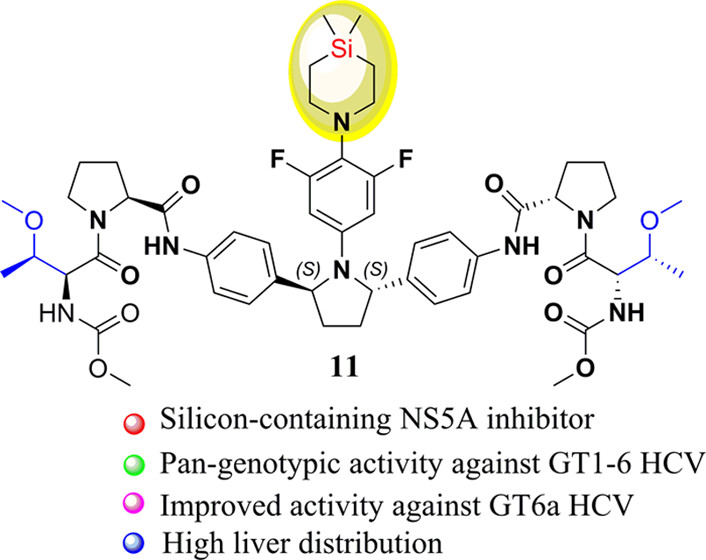 Si
N
F F
O O
O N N O
HN (S) N (S) NH
O O
HN O O NH
O O
11
Silicon-containing NS5A inhibitor
Pan-genotypic activity against GT1-6 HCV
Improved activity against GT6a HCV
High liver distribution